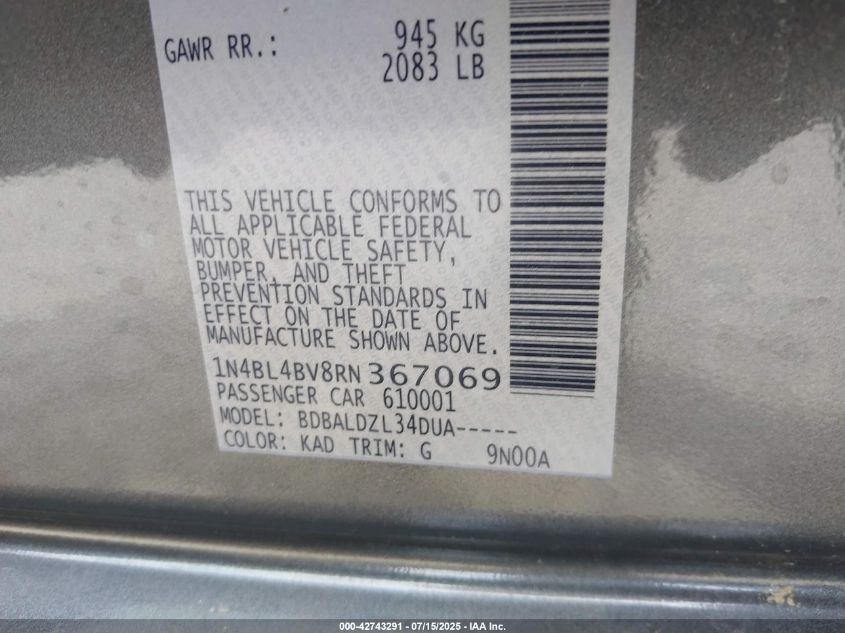 GAWR RR.: 945 KG
2083 LB
THIS VEHICLE CONFORMS TO
ALL APPLICABLE FEDERAL
MOTOR VEHICLE SAFETY,
BUMPER, AND THEFT
PREVENTION STANDARDS IN
EFFECT ON THE DATE OF
MANUFACTURE SHOWN ABOVE.
1N4BL4BV8RN367069
PASSENGER CAR 610001
MODEL: BDBALDZL34DUA-----
COLOR: KAD TRIM: G 9N00A
000-42743291 - 07/15/2025 - IAA Inc.